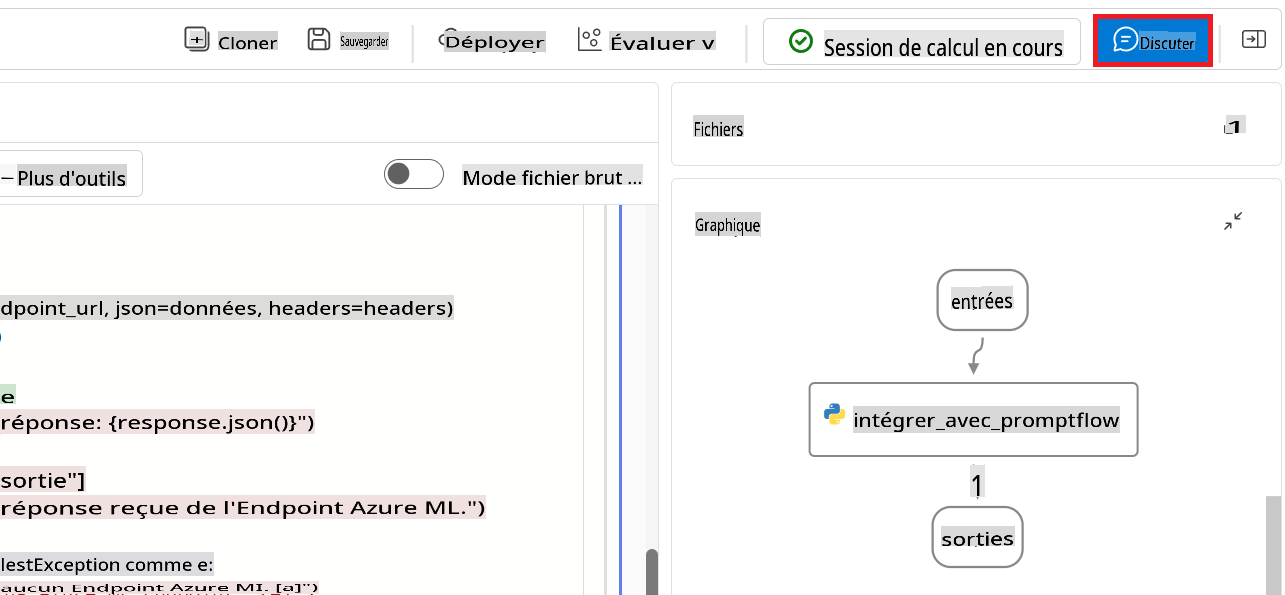 Cloner
Sauvegarder
Déployer
Évaluer v
Session de calcul en cours
Discuter
Plus d'outils
Mode fichier brut ...
dpoint_url, json=données, headers=headers)
e
réponse: {response.json()}")
sortie"]
réponse reçue de l'Endpoint Azure ML.")
lestException comme e:
aucun Endpoint Azure ML. [a]")
Fichiers
1
Graphique
entrées
intégrer_avec_promptflow
1
sorties